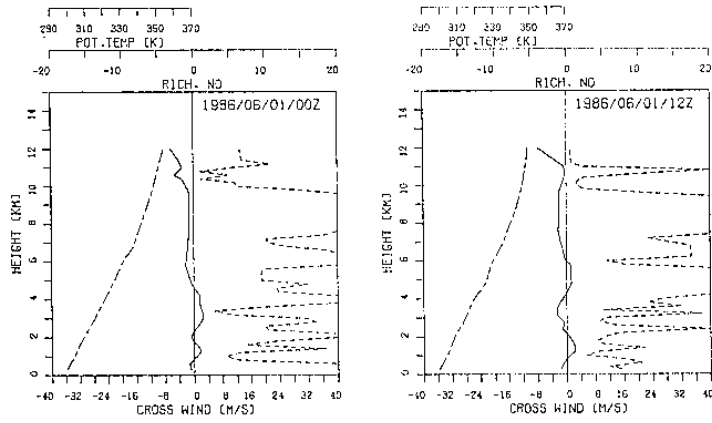 290 310 330 350 370
POT.TEMP [K]
-20 -10 0 10 20
RICH. NO
1986/06/01/00Z
HEIGHT [KM]
12
10
8
6
4
2
0
-40 -32 -24 -16 -8 0 8 16 24 32 40
CROSS WIND [M/S]
290 310 330 350 370
POT.TEMP [K]
-20 -10 0 10 20
RICH. NO
1986/06/01/12Z
HEIGHT [KM]
12
10
8
6
4
2
0
-40 -32 -24 -16 -8 0 8 16 24 32 40
CROSS WIND [M/S]